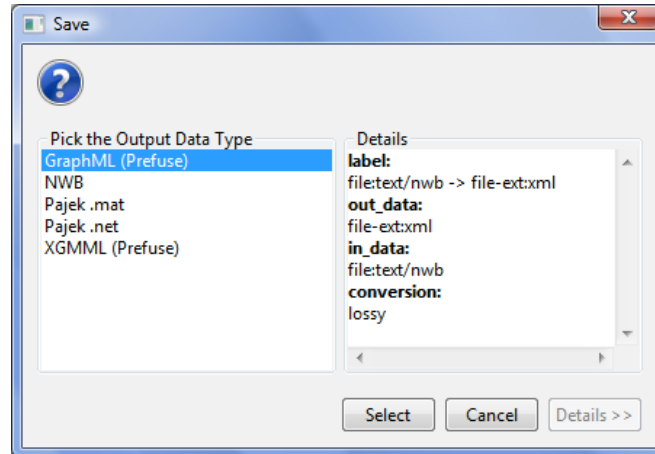 Save
Pick the Output Data Type
GraphML (Prefuse)
NWB
Pajek .mat
Pajek .net
XGMML (Prefuse)
Details
label:
file:text/nwb -> file-ext:xml
out_data:
file-ext:xml
in_data:
file:text/nwb
conversion:
lossy
Select
Cancel
Details >>